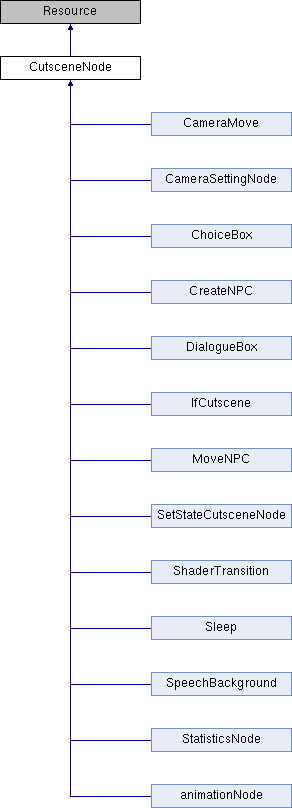 Resource
CutsceneNode
CameraMove
CameraSettingNode
ChoiceBox
CreateNPC
DialogueBox
IfCutscene
MoveNPC
SetStateCutsceneNode
ShaderTransition
Sleep
SpeechBackground
StatisticsNode
animationNode